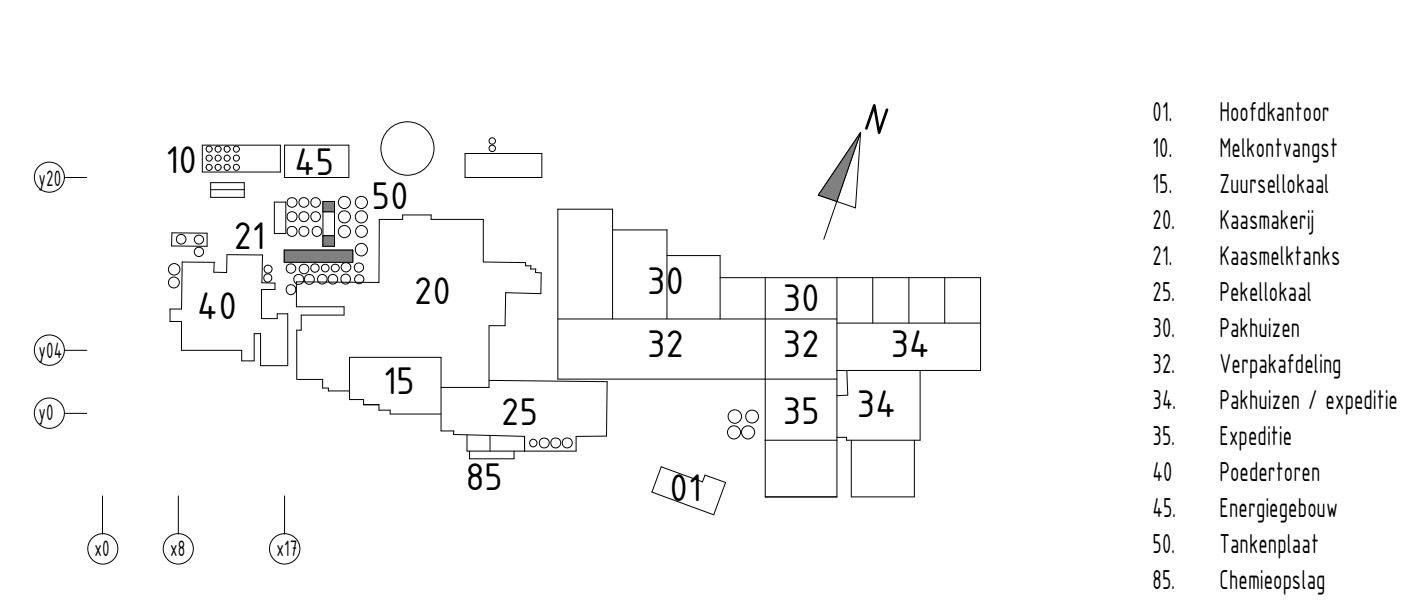 N
10
45
y20
50
21
30
20
30
40
32
32
34
y04
15
25
35
34
y0
85
01
x0
x8
x17
01. Hoofdkantoor
10. Melkontvangst
15. Zuursellokaal
20. Kaasmakerij
21. Kaasmelktanks
25. Pekellokaal
30. Pakhuizen
32. Verpakafdeling
34. Pakhuizen / expeditie
35. Expeditie
40 Poedertoren
45. Energiegebouw
50. Tankenplaat
85. Chemieopslag